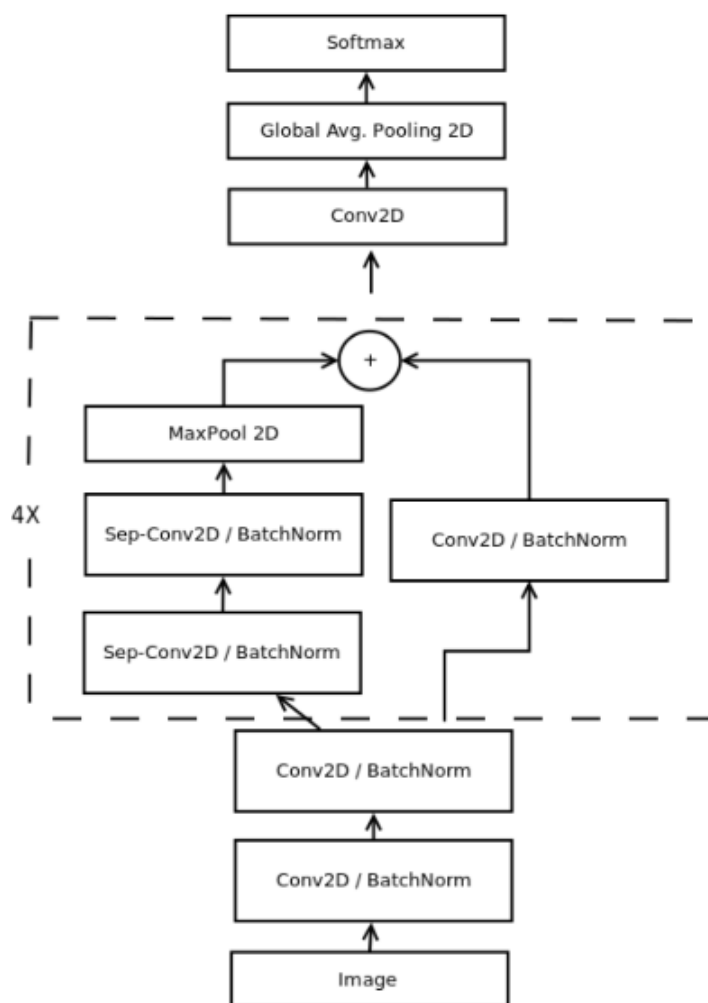 Softmax
Global Avg. Pooling 2D
Conv2D
+
MaxPool 2D
4X
Sep-Conv2D / BatchNorm
Conv2D / BatchNorm
Sep-Conv2D / BatchNorm
Conv2D / BatchNorm
Conv2D / BatchNorm
Image